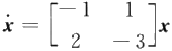 ẋ = [−1 1; 2 −3] x